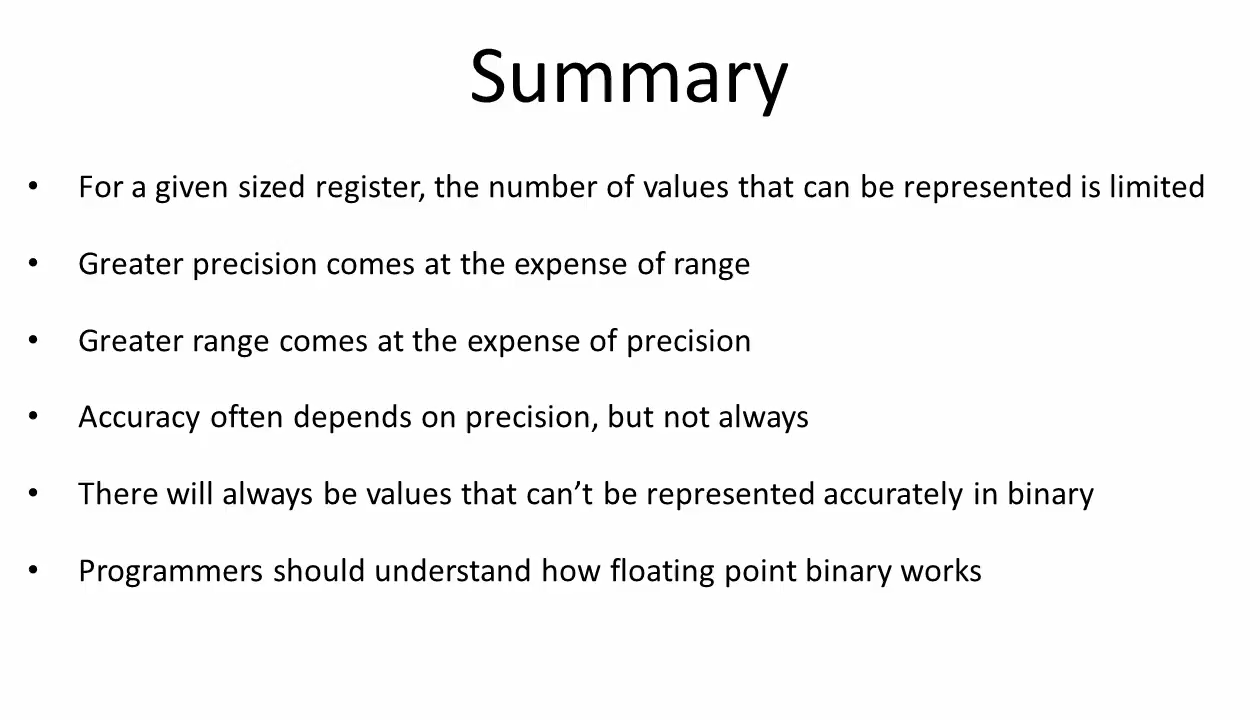 Summary
• For a given sized register, the number of values that can be represented is limited
• Greater precision comes at the expense of range
• Greater range comes at the expense of precision
• Accuracy often depends on precision, but not always
• There will always be values that can’t be represented accurately in binary
• Programmers should understand how floating point binary works